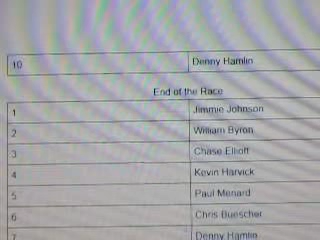 10 Denny Hamlin
End of the Race
1 Jimmie Johnson
2 William Byron
3 Chase Elliott
4 Kevin Harvick
5 Paul Menard
6 Chris Buescher
7 Denny Hamlin